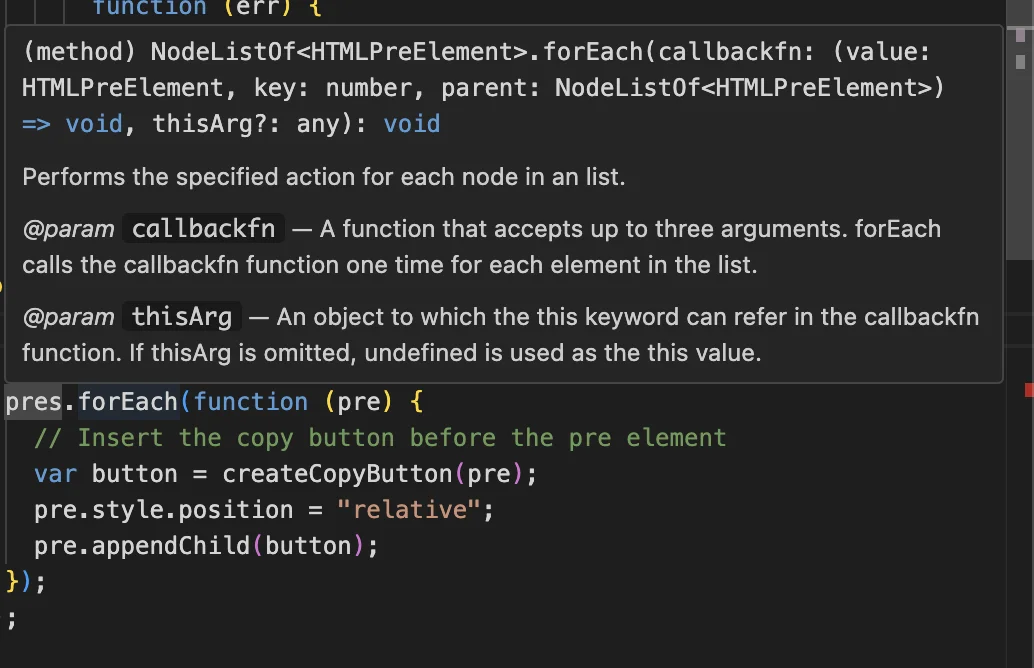 function (err) {
(method) NodeListOf<HTMLPreElement>.forEach(callbackfn: (value:
HTMLPreElement, key: number, parent: NodeListOf<HTMLPreElement>)
=> void, thisArg?: any): void
Performs the specified action for each node in an list.
@param callbackfn — A function that accepts up to three arguments. forEach
calls the callbackfn function one time for each element in the list.
@param thisArg — An object to which the this keyword can refer in the callbackfn
function. If thisArg is omitted, undefined is used as the this value.
pres.forEach(function (pre) {
// Insert the copy button before the pre element
var button = createCopyButton(pre);
pre.style.position = "relative";
pre.appendChild(button);
});
;